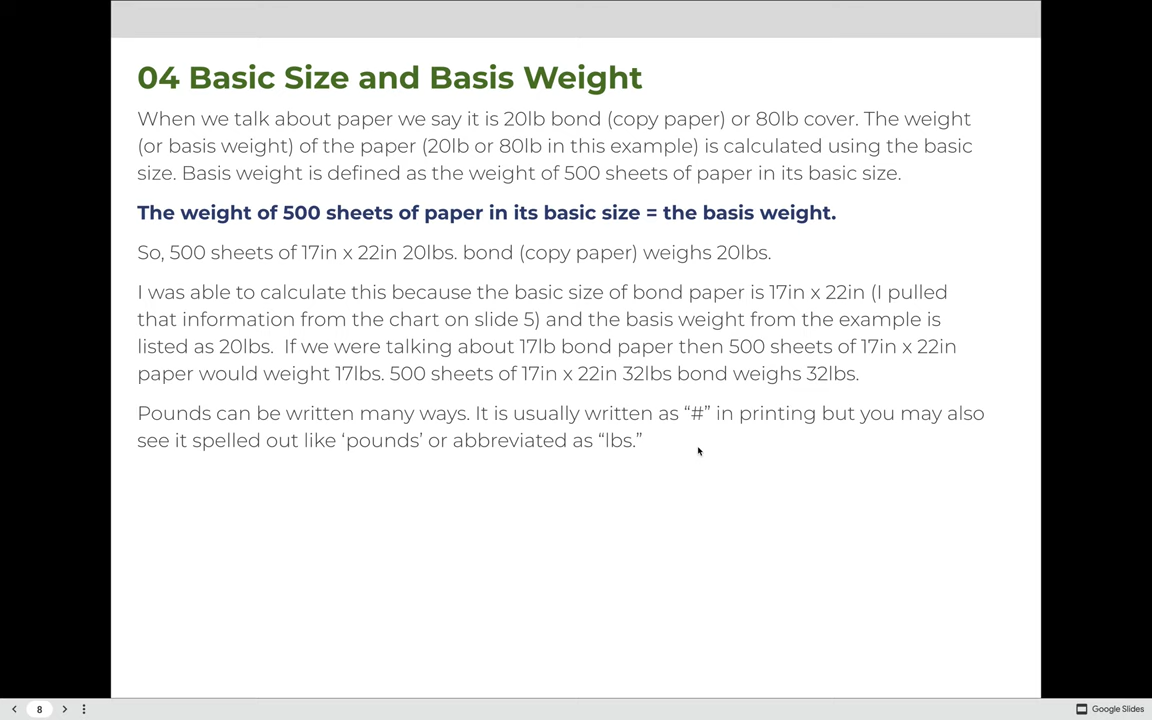 04 Basic Size and Basis Weight
When we talk about paper we say it is 20lb bond (copy paper) or 80lb cover. The weight
(or basis weight) of the paper (20lb or 80lb in this example) is calculated using the basic
size. Basis weight is defined as the weight of 500 sheets of paper in its basic size.
The weight of 500 sheets of paper in its basic size = the basis weight.
So, 500 sheets of 17in x 22in 20lbs. bond (copy paper) weighs 20lbs.
I was able to calculate this because the basic size of bond paper is 17in x 22in (I pulled
that information from the chart on slide 5) and the basis weight from the example is
listed as 20lbs.  If we were talking about 17lb bond paper then 500 sheets of 17in x 22in
paper would weight 17lbs. 500 sheets of 17in x 22in 32lbs bond weighs 32lbs.
Pounds can be written many ways. It is usually written as “#” in printing but you may also
see it spelled out like ‘pounds’ or abbreviated as “lbs.”
8
Google Slides